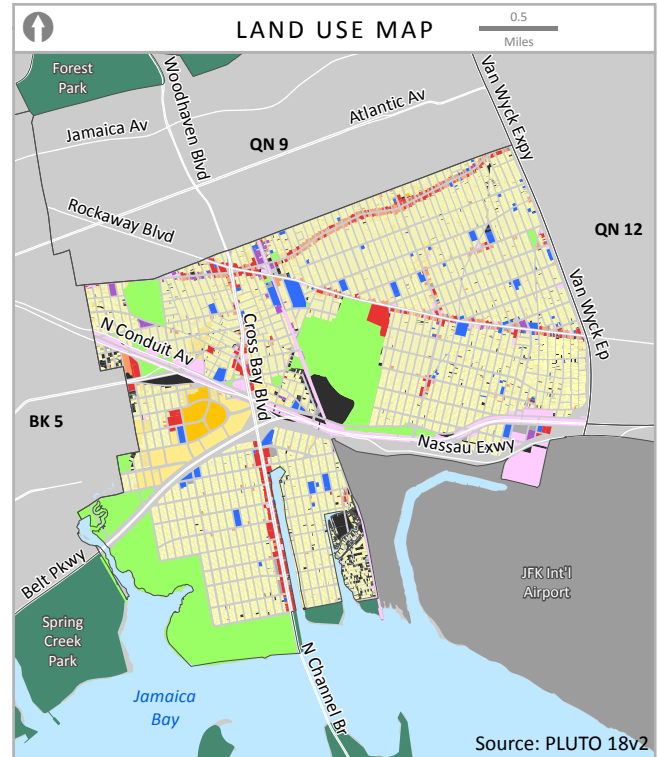 LAND USE MAP
0.5
Miles
Forest
Park
Woodhaven Blvd
Van Wyck Expy
Jamaica Av
Atlantic Av
QN 9
Rockaway Blvd
QN 12
Van Wyck Ep
N Conduit Av
Cross Bay Blvd
BK 5
Nassau Exwy
Belt Pkwy
JFK Int'l
Airport
Spring
Creek
Park
N Channel Br
Jamaica
Bay
Source: PLUTO 18v2